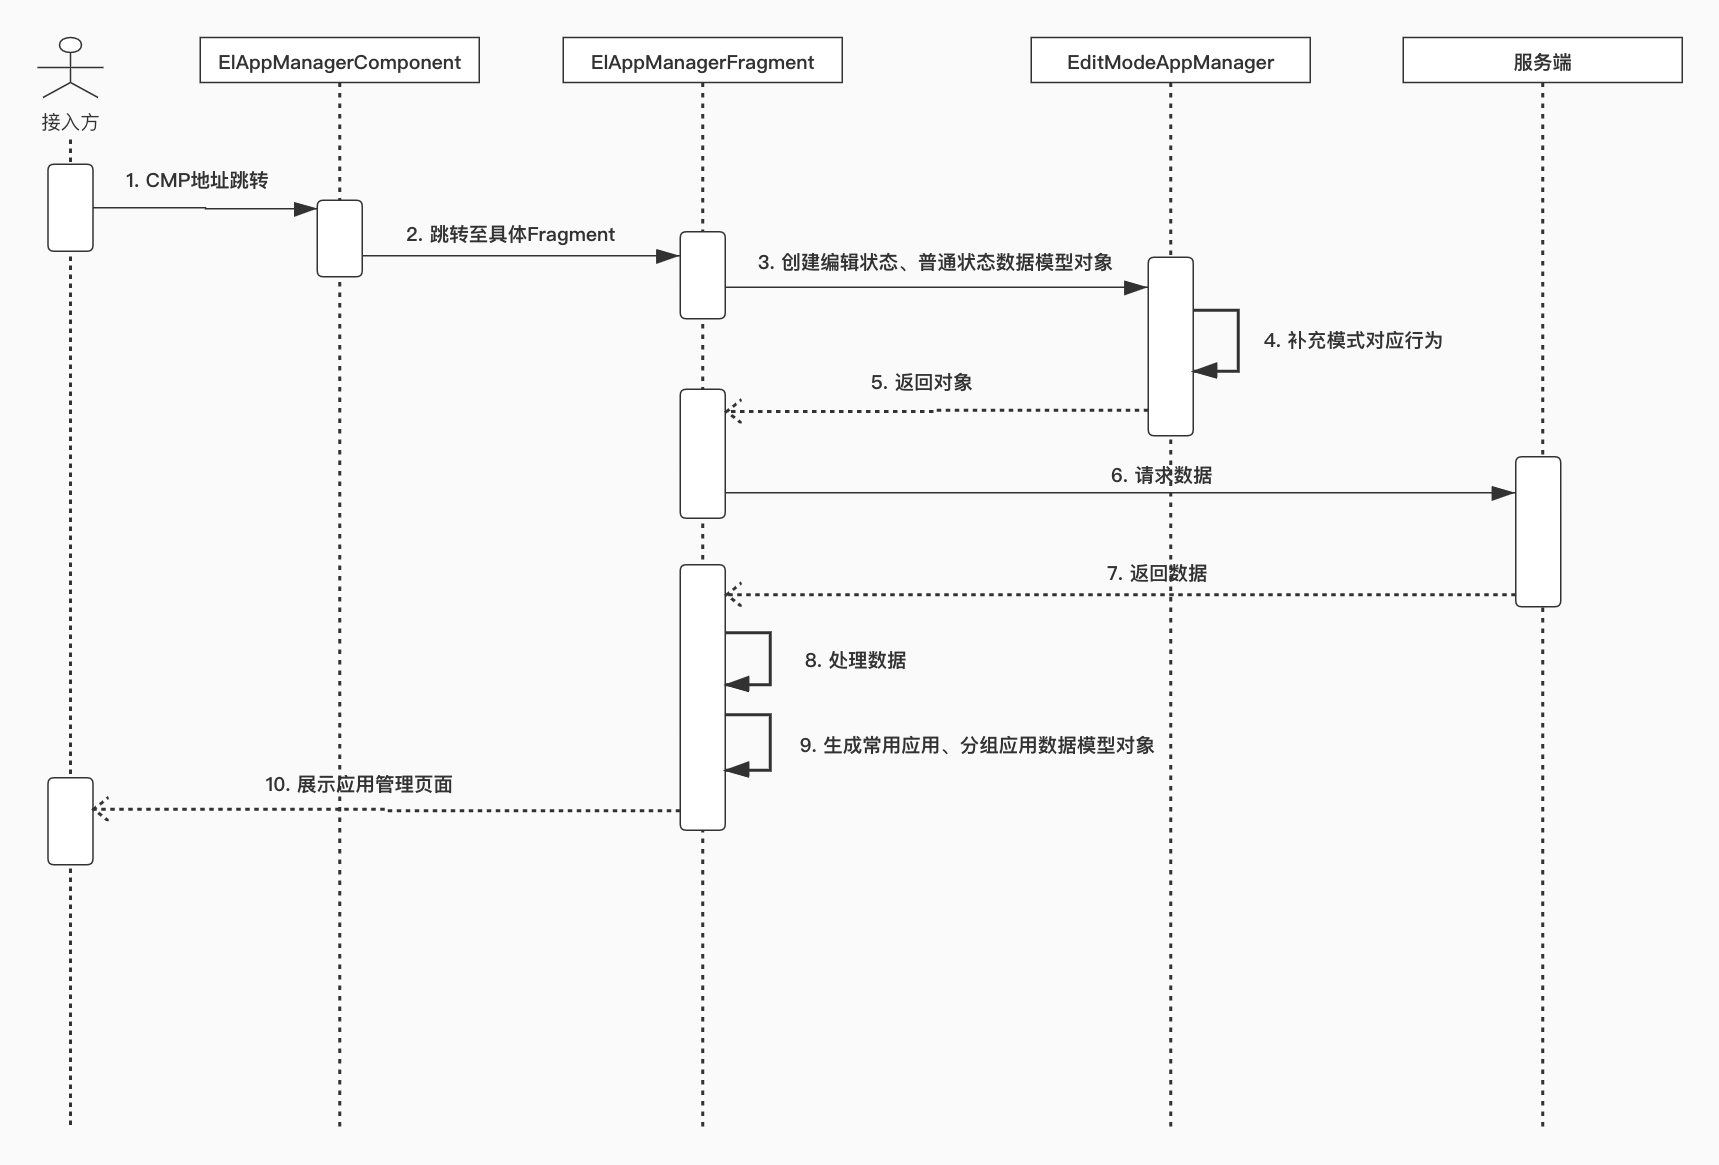 接入方
ElAppManagerComponent
ElAppManagerFragment
EditModeAppManager
服务端
1. CMP地址跳转
2. 跳转至具体Fragment
3. 创建编辑状态、普通状态数据模型对象
4. 补充模式对应行为
5. 返回对象
6. 请求数据
7. 返回数据
8. 处理数据
9. 生成常用应用、分组应用数据模型对象
10. 展示应用管理页面